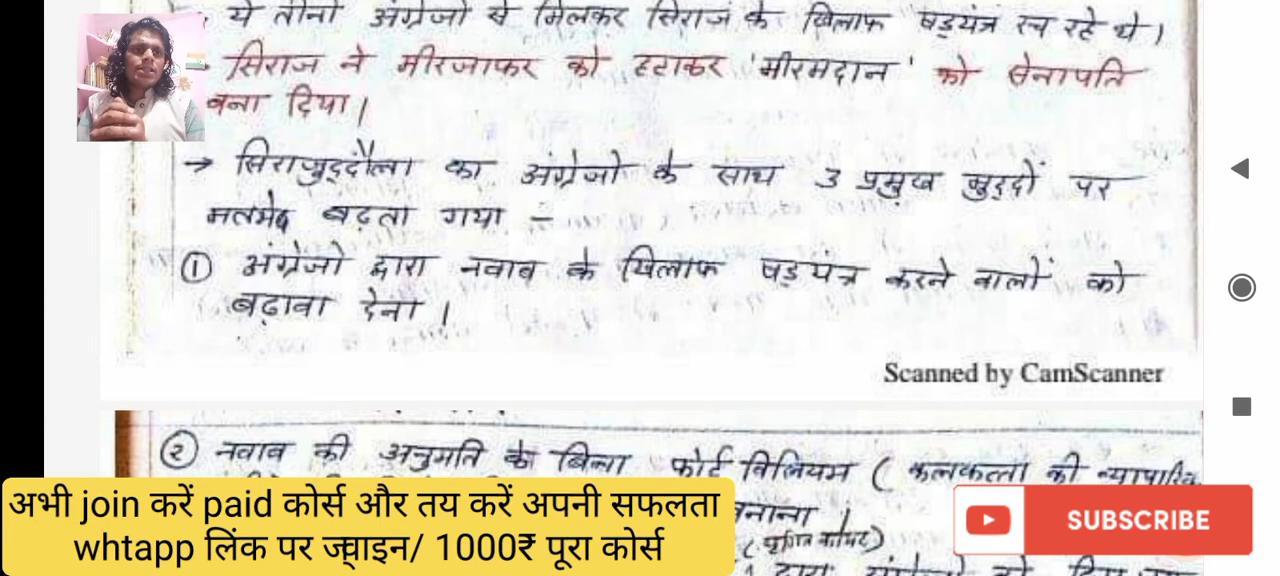 ये तीनो अंग्रेजो से मिलकर सिराज के खिलाफ षड्यंत्र रच रहे थे।
सिराज ने मीरजाफर को हटाकर 'मीरमदान' को सेनापति
बना दिया।
→ सिराजुद्दौला का अंग्रेजो के साथ 3 प्रमुख मुद्दों पर
मतभेद बढ़ता गया -
① अंग्रेजो द्वारा नवाब के खिलाफ षड्यंत्र करने वालों को
बढ़ावा देना।
Scanned by CamScanner
② नवाब की अनुमति के बिना फोर्ट विलियम ( कलकत्ता की व्यापारिक
बनाना।
अभी join करें paid कोर्स और तय करें अपनी सफलता
whtapp लिंक पर ज्वाइन/ 1000₹ पूरा कोर्स
SUBSCRIBE